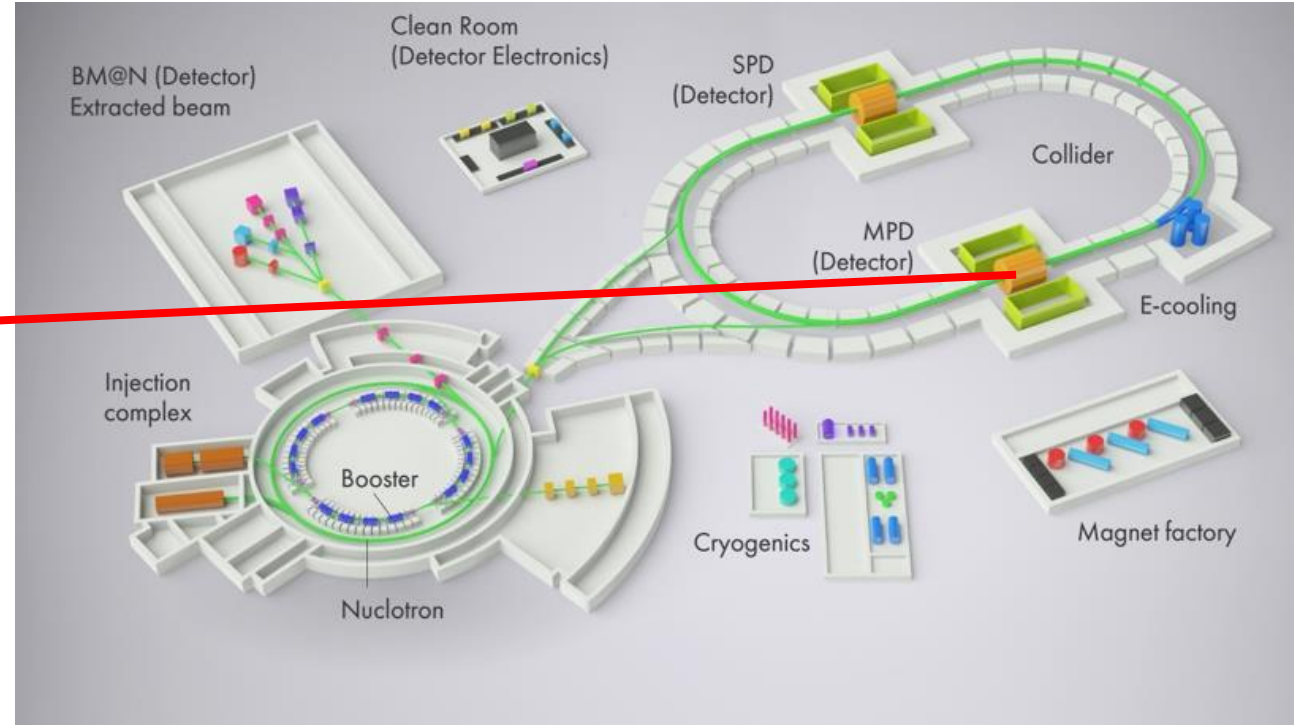 Clean Room
(Detector Electronics)
BM@N (Detector)
Extracted beam
SPD
(Detector)
Collider
MPD
(Detector)
E-cooling
Injection
complex
Booster
Nuclotron
Cryogenics
Magnet factory